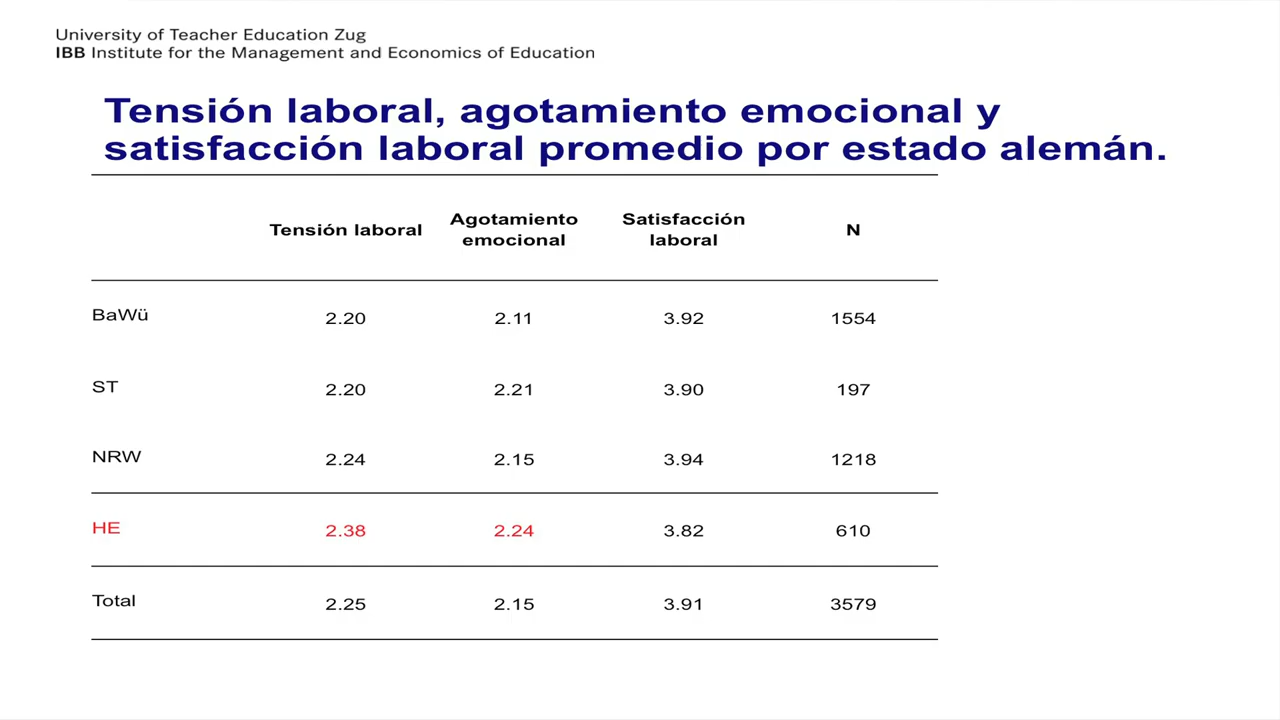 University of Teacher Education Zug
IBB Institute for the Management and Economics of Education
Tensión laboral, agotamiento emocional y
satisfacción laboral promedio por estado alemán.
Tensión laboral Agotamiento emocional Satisfacción laboral N
BaWü 2.20 2.11 3.92 1554
ST 2.20 2.21 3.90 197
NRW 2.24 2.15 3.94 1218
HE 2.38 2.24 3.82 610
Total 2.25 2.15 3.91 3579